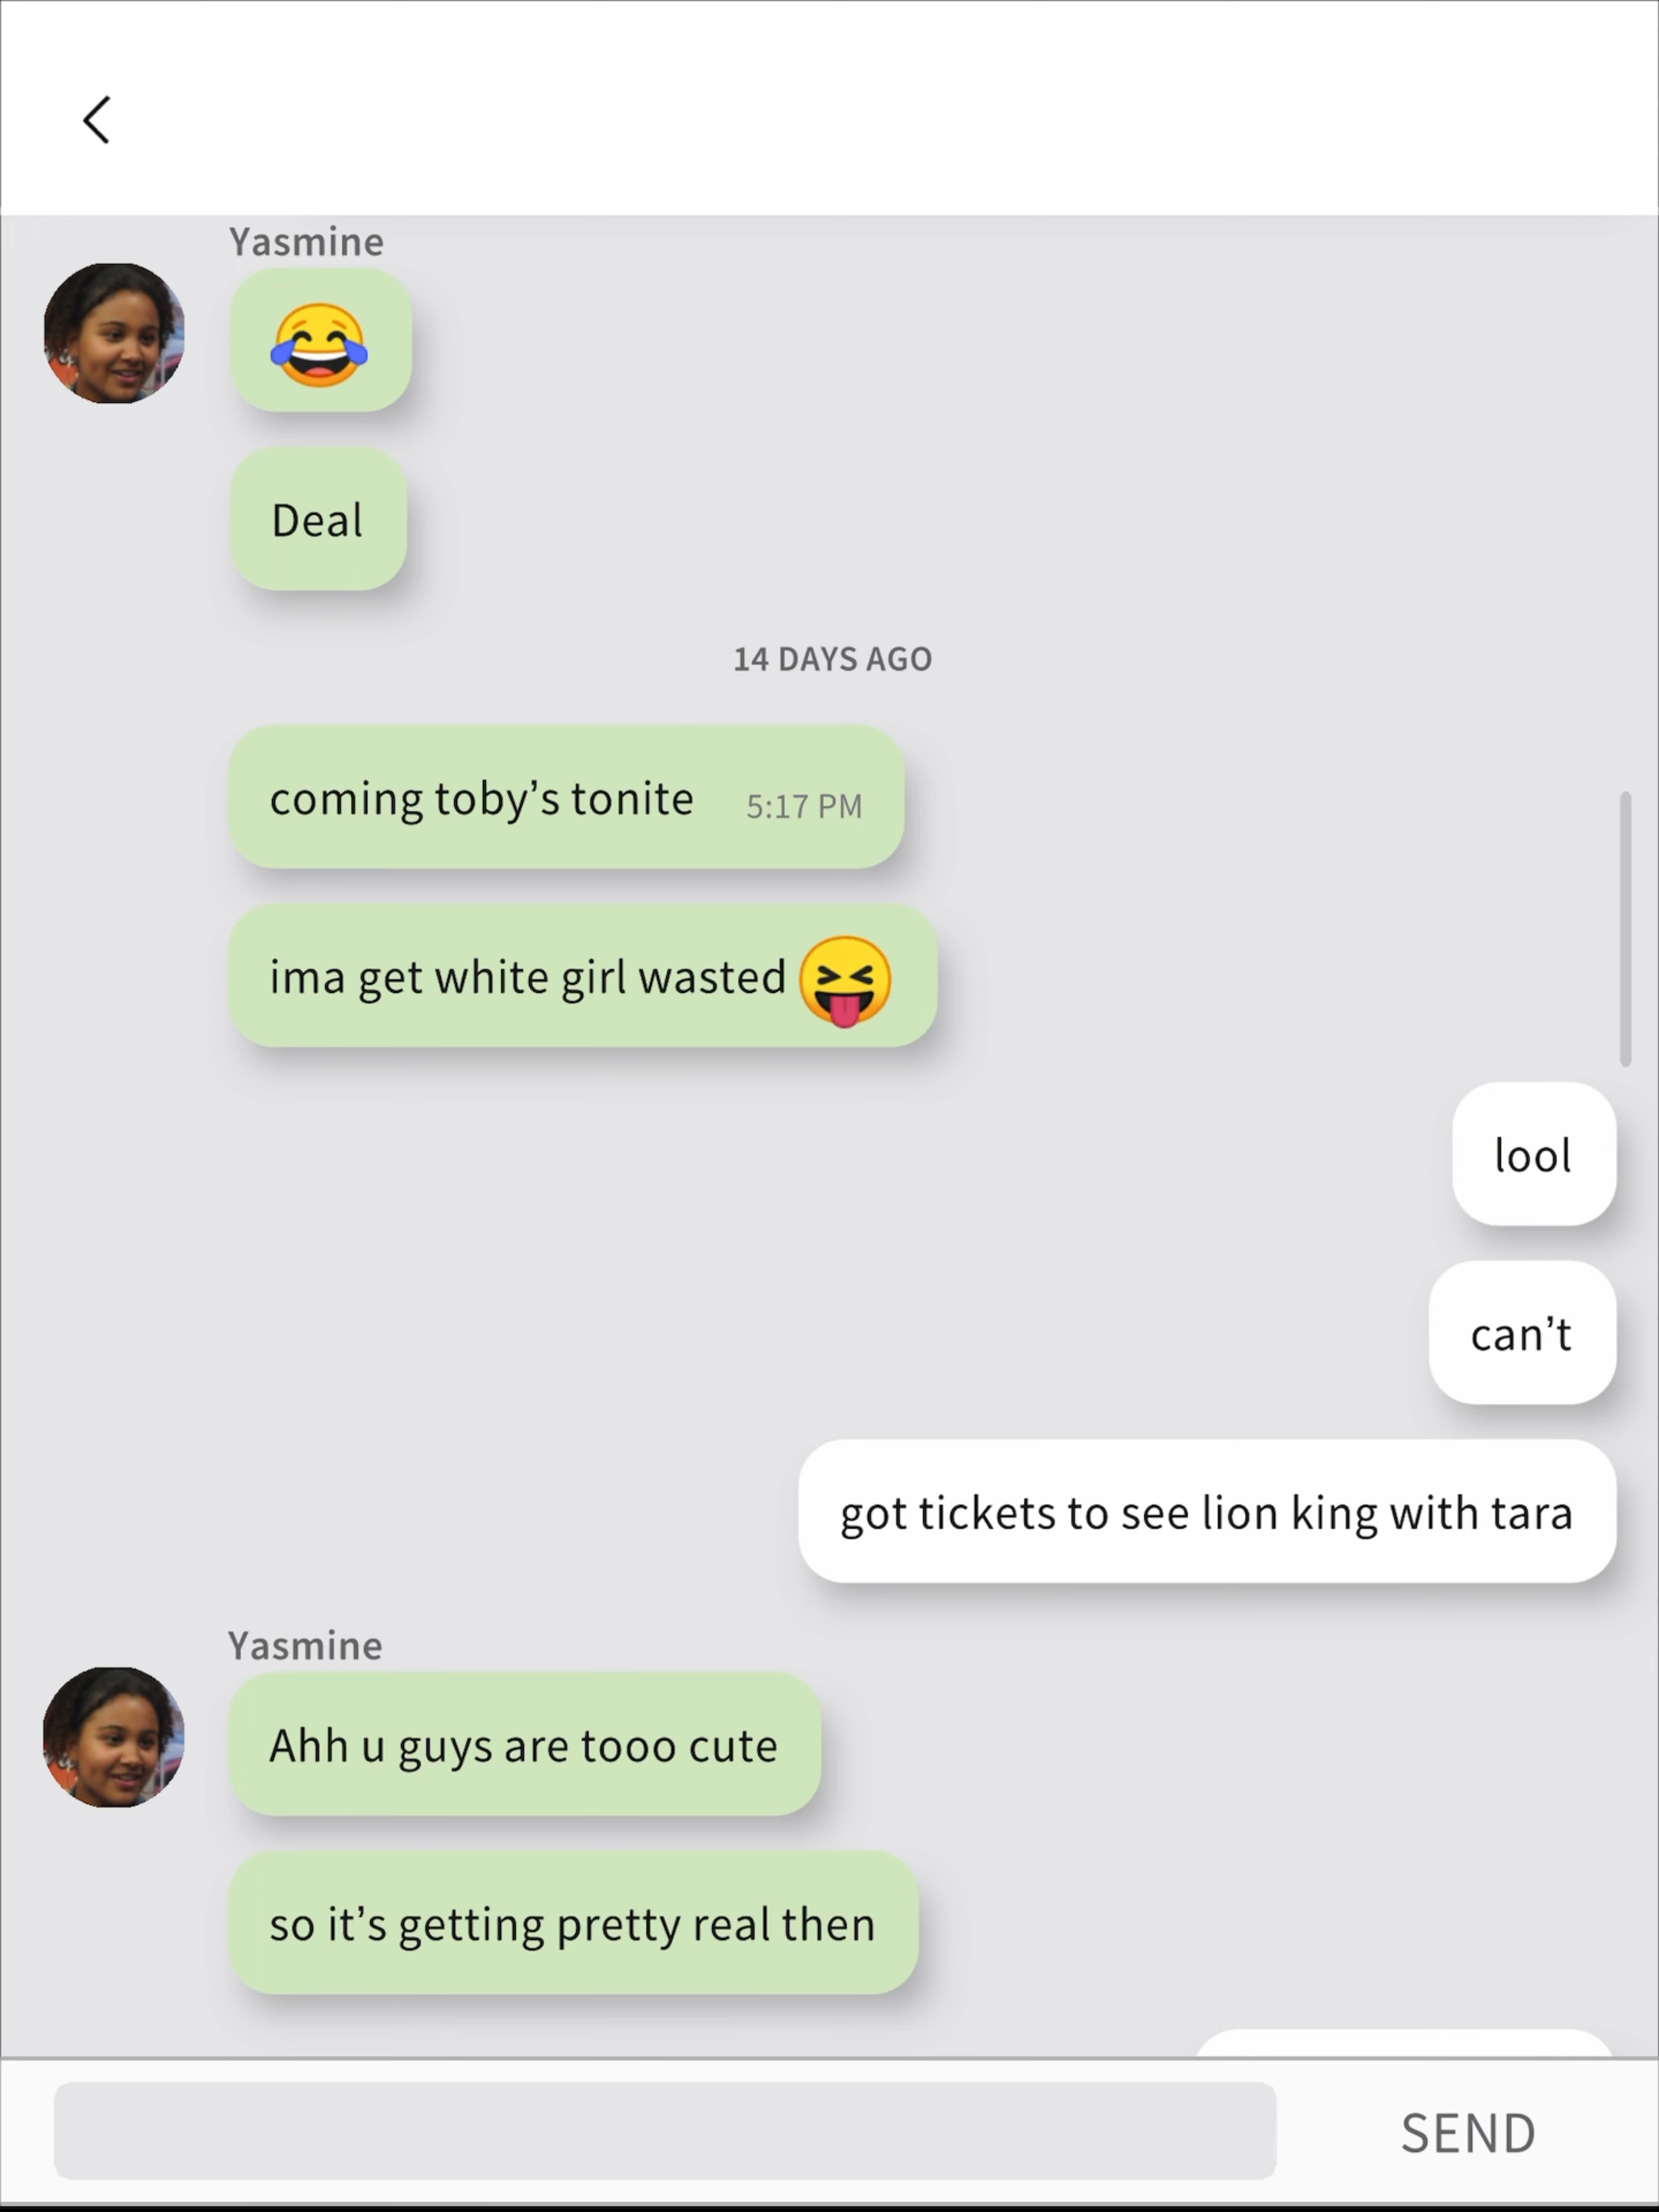 Yasmine
😂
Deal
14 DAYS AGO
coming toby’s tonite 5:17 PM
ima get white girl wasted 😝
lool
can’t
got tickets to see lion king with tara
Yasmine
Ahh u guys are tooo cute
so it’s getting pretty real then
SEND